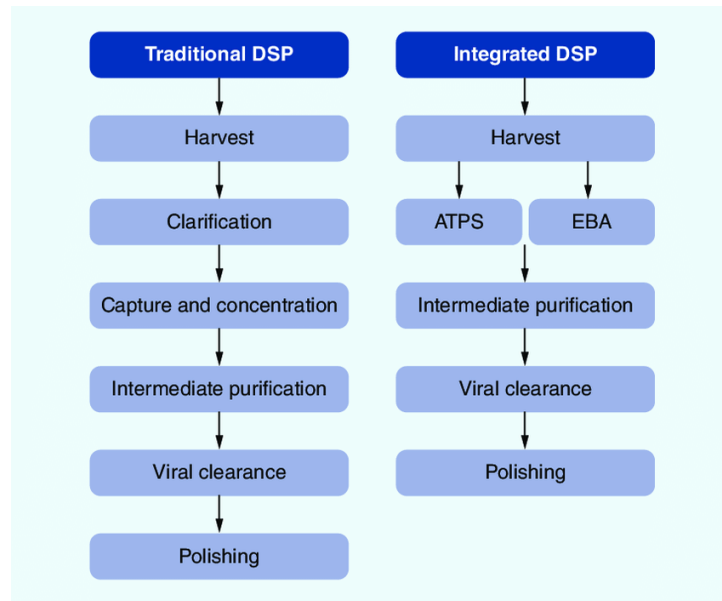 Traditional DSP
Harvest
Clarification
Capture and concentration
Intermediate purification
Viral clearance
Polishing
Integrated DSP
Harvest
ATPS
EBA
Intermediate purification
Viral clearance
Polishing